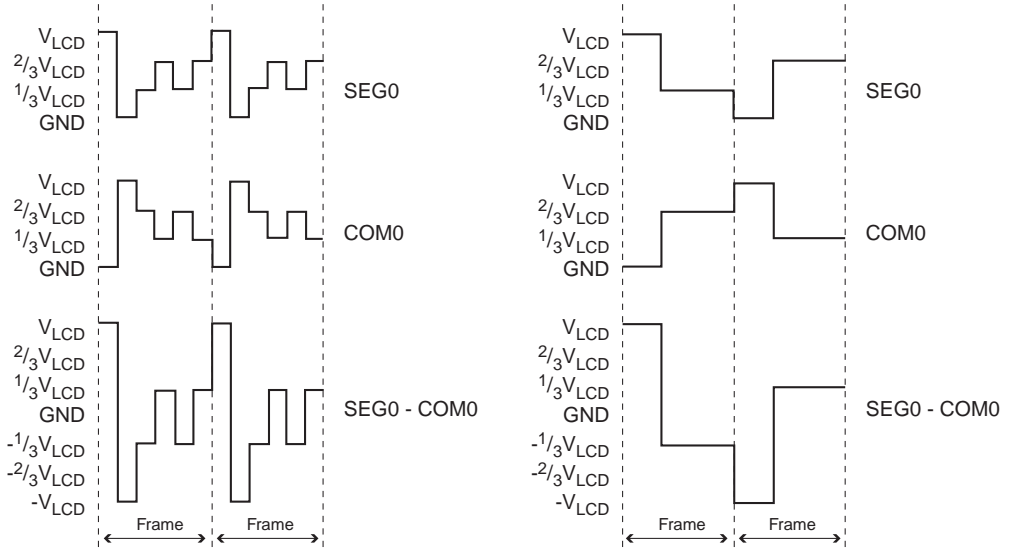 VLCD
2/3VLCD
1/3VLCD
GND
SEG0
VLCD
2/3VLCD
1/3VLCD
GND
COM0
VLCD
2/3VLCD
1/3VLCD
GND
-1/3VLCD
-2/3VLCD
-VLCD
SEG0 - COM0
Frame
Frame
VLCD
2/3VLCD
1/3VLCD
GND
SEG0
VLCD
2/3VLCD
1/3VLCD
GND
COM0
VLCD
2/3VLCD
1/3VLCD
GND
-1/3VLCD
-2/3VLCD
-VLCD
SEG0 - COM0
Frame
Frame